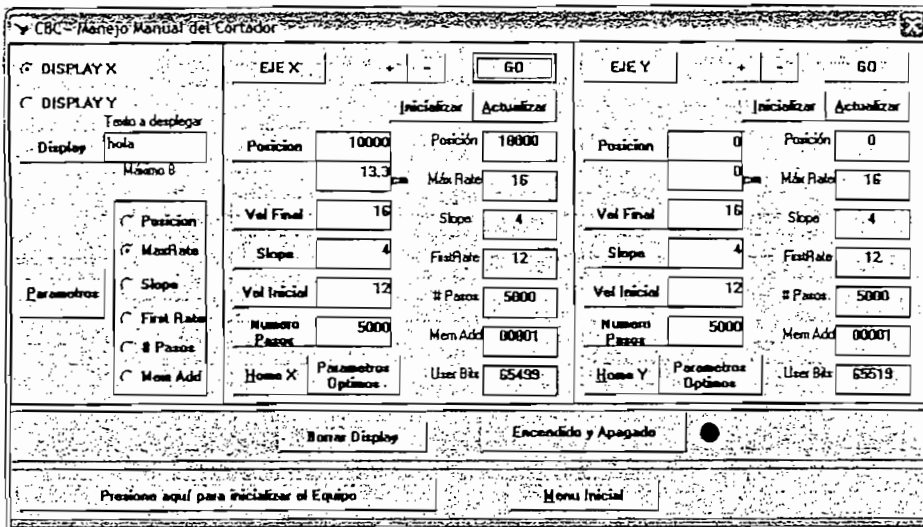 CBC - Manejo Manual del Cortador
DISPLAY X
DISPLAY Y
Texto a desplegar
Display hola
Máximo 8
Parametros
Posicion
MaxRate
Slope
First Rate
# Pasos
Mem Add
EJE X + - GO
Inicializar Actualizar
Posicion 10000 Posición
13.3 cm Máx Rate 16
Vel Final 16 Slope 4
Slope 4 FirstRate 12
Vel Inicial 12 # Pasos 5000
Numero Pasos 5000 Mem Add 00001
Home X Parametros Optimos User Bits 65499
EJE Y + - GO
Inicializar Actualizar
Posicion 0 Posición 0
0 cm Máx Rate 16
Vel Final 16 Slope 4
Slope 4 FirstRate 12
Vel Inicial 12 # Pasos 5000
Numero Pasos 5000 Mem Add 00001
Home Y Parametros Optimos User Bits 65519
Borrar Display Encendido y Apagado
Presione aquí para inicializar el Equipo Menu Inicial